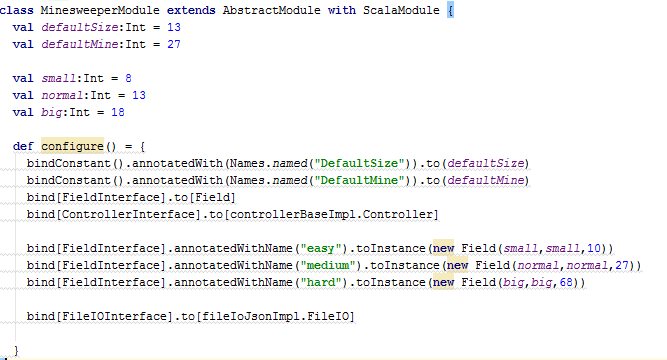 class MinesweeperModule extends AbstractModule with ScalaModule {
val defaultSize:Int = 13
val defaultMine:Int = 27
val small:Int = 8
val normal:Int = 13
val big:Int = 18
def configure() = {
bindConstant().annotatedWith(Names.named("DefaultSize")).to(defaultSize)
bindConstant().annotatedWith(Names.named("DefaultMine")).to(defaultMine)
bind[FieldInterface].to[Field]
bind[ControllerInterface].to[controllerBaseImpl.Controller]
bind[FieldInterface].annotatedWithName("easy").toInstance(new Field(small,small,10))
bind[FieldInterface].annotatedWithName("medium").toInstance(new Field(normal,normal,27))
bind[FieldInterface].annotatedWithName("hard").toInstance(new Field(big,big,68))
bind[FileIOInterface].to[fileIoJsonImpl.FileIO]
}